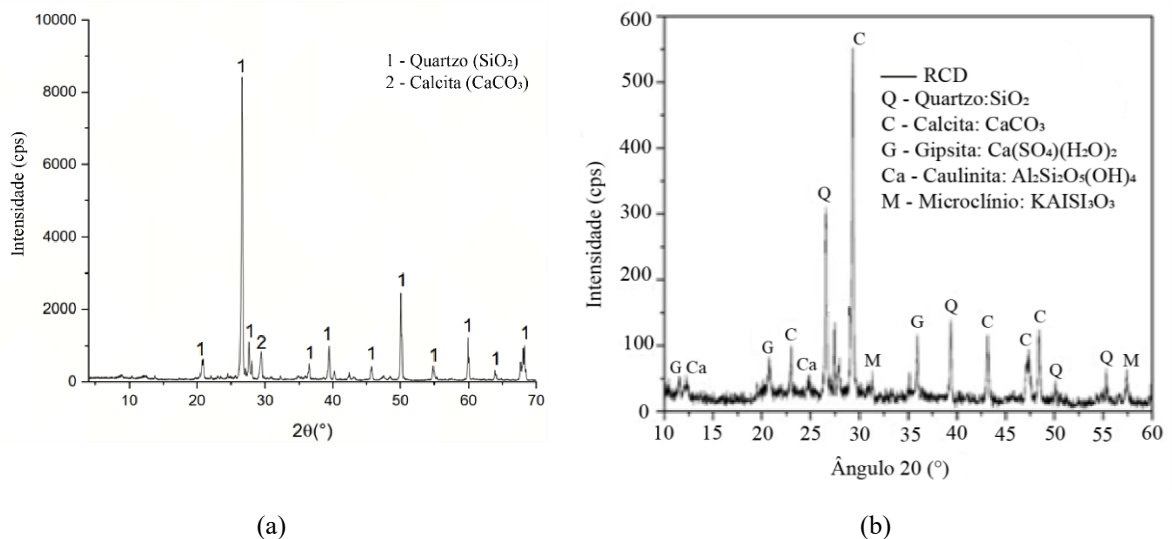 10000
8000
6000
4000
2000
0
Intensidade (cps)
1 - Quartzo (SiO₂)
2 - Calcita (CaCO₃)
1
1
1
2
1
1
1
1
1
1
1
1
10
20
30
40
50
60
70
2θ(°)
(a)
600
500
400
300
200
100
0
Intensidade (cps)
RCD
Q - Quartzo:SiO₂
C - Calcita: CaCO₃
G - Gipsita: Ca(SO₄)(H₂O)₂
Ca - Caulinita: Al₂Si₂O₅(OH)₄
M - Microclínio: KAISI₃O₃
G
Ca
G
C
Ca
Q
C
M
G
Q
C
C
C
Q
Q
M
10
15
20
25
30
35
40
45
50
55
60
Ângulo 20 (°)
(b)